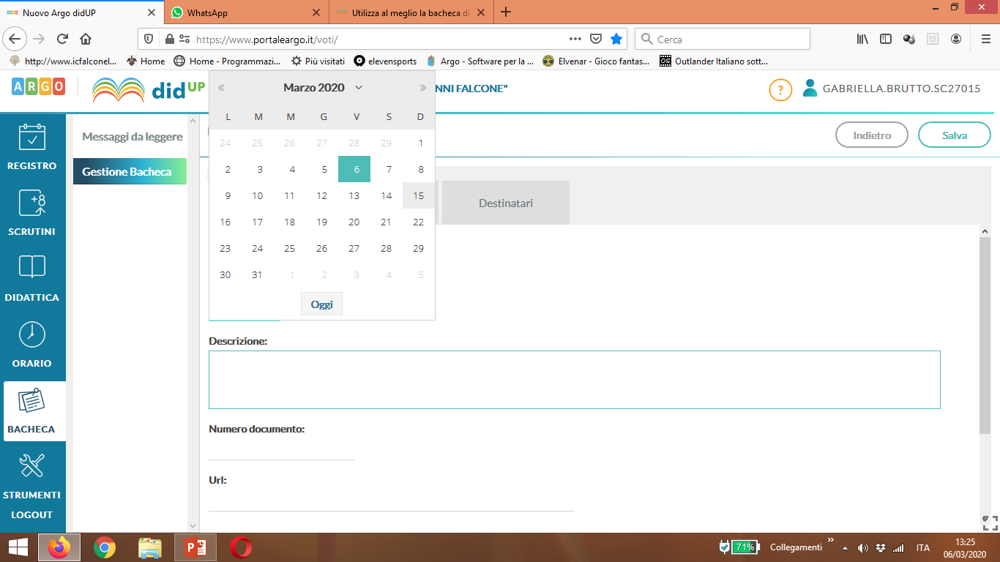 Nuovo Argo didUP
WhatsApp
Utilizza al meglio la bacheca di
https://www.portaleargo.it/voti/
Cerca
http://www.icfalconel...
Home
Home - Programmazi...
Più visitati
elevensports
Argo - Software per la ...
Elvenar - Gioco fantas...
Outlander Italiano sott...
ARGO
didUP
NNI FALCONE"
?
GABRIELLA.BRUTTO.SC27015
Marzo 2020
L M M G V S D
24 25 26 27 28 29 1
2 3 4 5 6 7 8
9 10 11 12 13 14 15
16 17 18 19 20 21 22
23 24 25 26 27 28 29
30 31 1 2 3 4 5
Oggi
REGISTRO
SCRUTINI
DIDATTICA
ORARIO
BACHECA
STRUMENTI
LOGOUT
+8
Messaggi da leggere
Gestione Bacheca
Indietro
Salva
Destinatari
Descrizione:
Numero documento:
Url:
71%
Collegamenti
ITA
13:25
06/03/2020